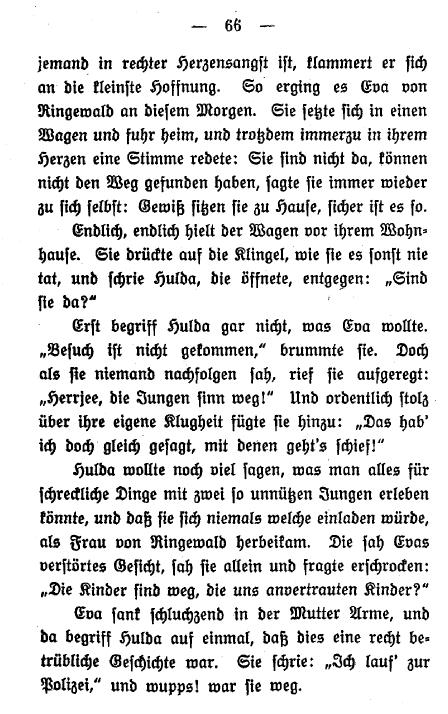 — 66 —
jemand in rechter Herzensangst ist, klammert er sich
an die kleinste Hoffnung. So erging es Eva von
Ringewald an diesem Morgen. Sie setzte sich in einen
Wagen und fuhr heim, und trotzdem immerzu in ihrem
Herzen eine Stimme redete: Sie sind nicht da, können
nicht den Weg gefunden haben, sagte sie immer wieder
zu sich selbst: Gewiß sitzen sie zu Hause, sicher ist es so.
Endlich, endlich hielt der Wagen vor ihrem Wohn-
hause. Sie drückte auf die Klingel, wie sie es sonst nie
tat, und schrie Hulda, die öffnete, entgegen: „Sind
sie da?“
Erst begriff Hulda gar nicht, was Eva wollte.
„Besuch ist nicht gekommen,“ brummte sie. Doch
als sie niemand nachfolgen sah, rief sie aufgeregt:
„Herrjee, die Jungen sinn weg!“ Und ordentlich stolz
über ihre eigene Klugheit fügte sie hinzu: „Das hab'
ich doch gleich gesagt, mit denen geht's schief!“
Hulda wollte noch viel sagen, was man alles für
schreckliche Dinge mit zwei so unnützen Jungen erleben
könnte, und daß sie sich niemals welche einladen würde,
als Frau von Ringewald herbeikam. Die sah Evas
verstörtes Gesicht, sah sie allein und fragte erschrocken:
„Die Kinder sind weg, die uns anvertrauten Kinder?“
Eva sank schluchzend in der Mutter Arme, und
da begriff Hulda auf einmal, daß dies eine recht be-
trübliche Geschichte war. Sie schrie: „Ich lauf' zur
Polizei,“ und wupps! war sie weg.